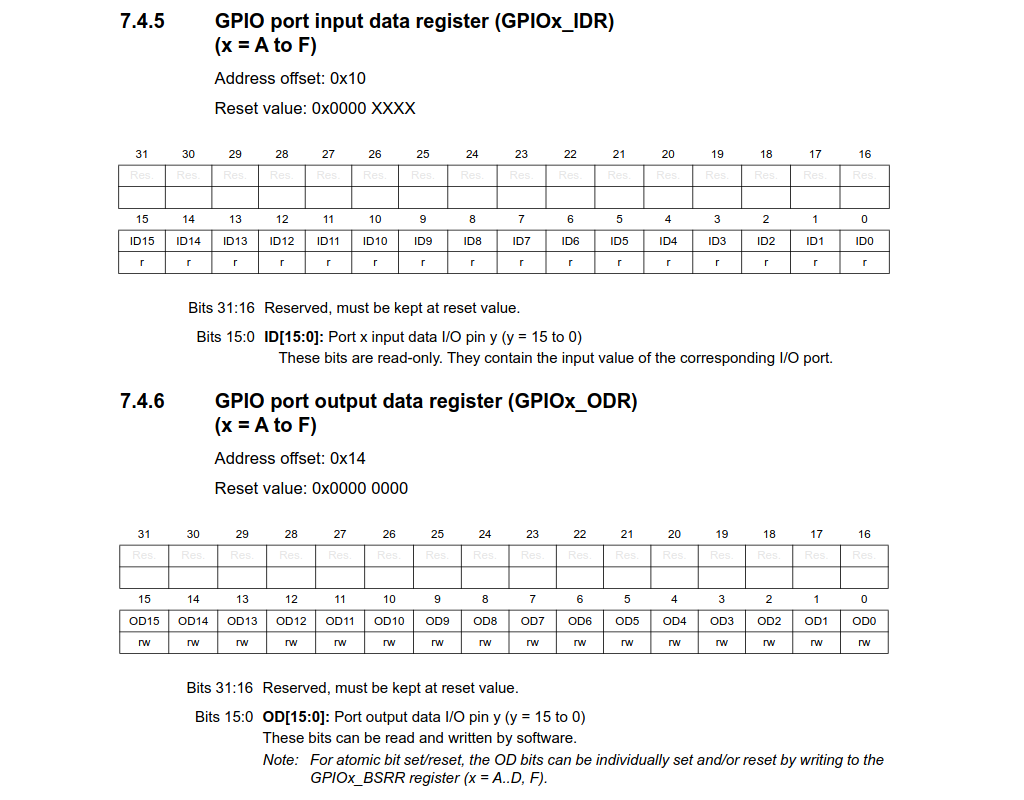 7.4.5 GPIO port input data register (GPIOx_IDR)
(x = A to F)
Address offset: 0x10
Reset value: 0x0000 XXXX
31 30 29 28 27 26 25 24 23 22 21 20 19 18 17 16
Res. Res. Res. Res. Res. Res. Res. Res. Res. Res. Res. Res. Res. Res. Res. Res.
15 14 13 12 11 10 9 8 7 6 5 4 3 2 1 0
ID15 ID14 ID13 ID12 ID11 ID10 ID9 ID8 ID7 ID6 ID5 ID4 ID3 ID2 ID1 ID0
r r r r r r r r r r r r r r r r
Bits 31:16 Reserved, must be kept at reset value.
Bits 15:0 ID[15:0]: Port x input data I/O pin y (y = 15 to 0)
These bits are read-only. They contain the input value of the corresponding I/O port.
7.4.6 GPIO port output data register (GPIOx_ODR)
(x = A to F)
Address offset: 0x14
Reset value: 0x0000 0000
31 30 29 28 27 26 25 24 23 22 21 20 19 18 17 16
Res. Res. Res. Res. Res. Res. Res. Res. Res. Res. Res. Res. Res. Res. Res. Res.
15 14 13 12 11 10 9 8 7 6 5 4 3 2 1 0
OD15 OD14 OD13 OD12 OD11 OD10 OD9 OD8 OD7 OD6 OD5 OD4 OD3 OD2 OD1 OD0
rw rw rw rw rw rw rw rw rw rw rw rw rw rw rw rw
Bits 31:16 Reserved, must be kept at reset value.
Bits 15:0 OD[15:0]: Port output data I/O pin y (y = 15 to 0)
These bits can be read and written by software.
Note: For atomic bit set/reset, the OD bits can be individually set and/or reset by writing to the
GPIOx_BSRR register (x = A..D, F).